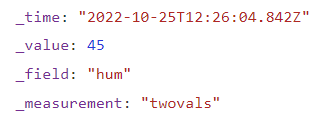 _time: "2022-10-25T12:26:04.842Z"
_value: 45
_field: "hum"
_measurement: "twovals"